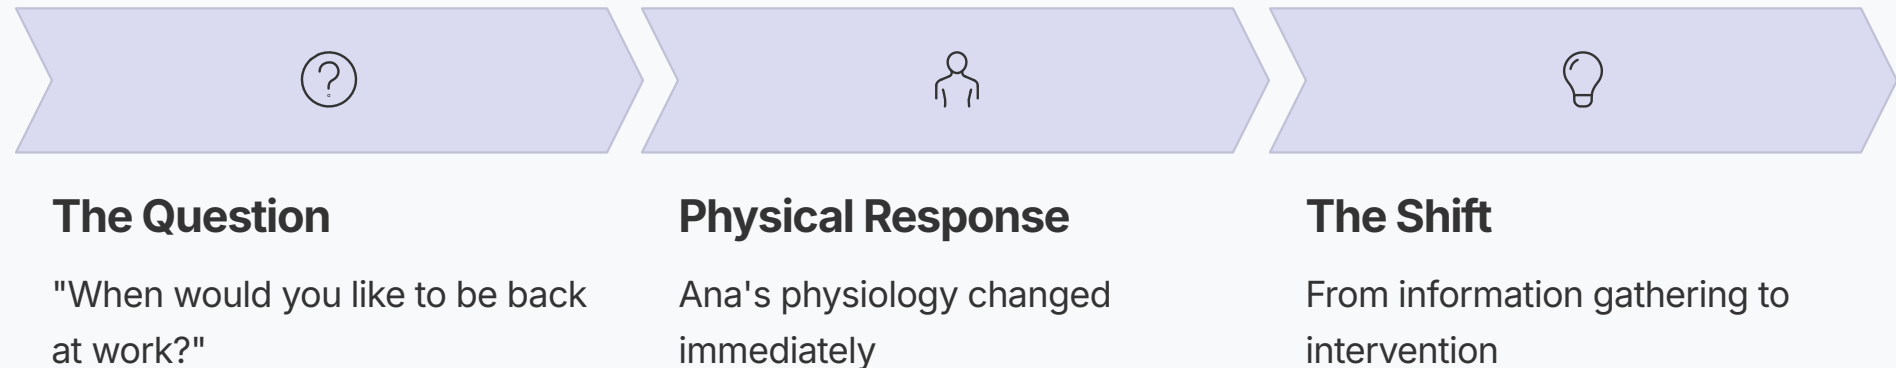 The Question
"When would you like to be back
at work?"
Physical Response
Ana's physiology changed
immediately
The Shift
From information gathering to
intervention